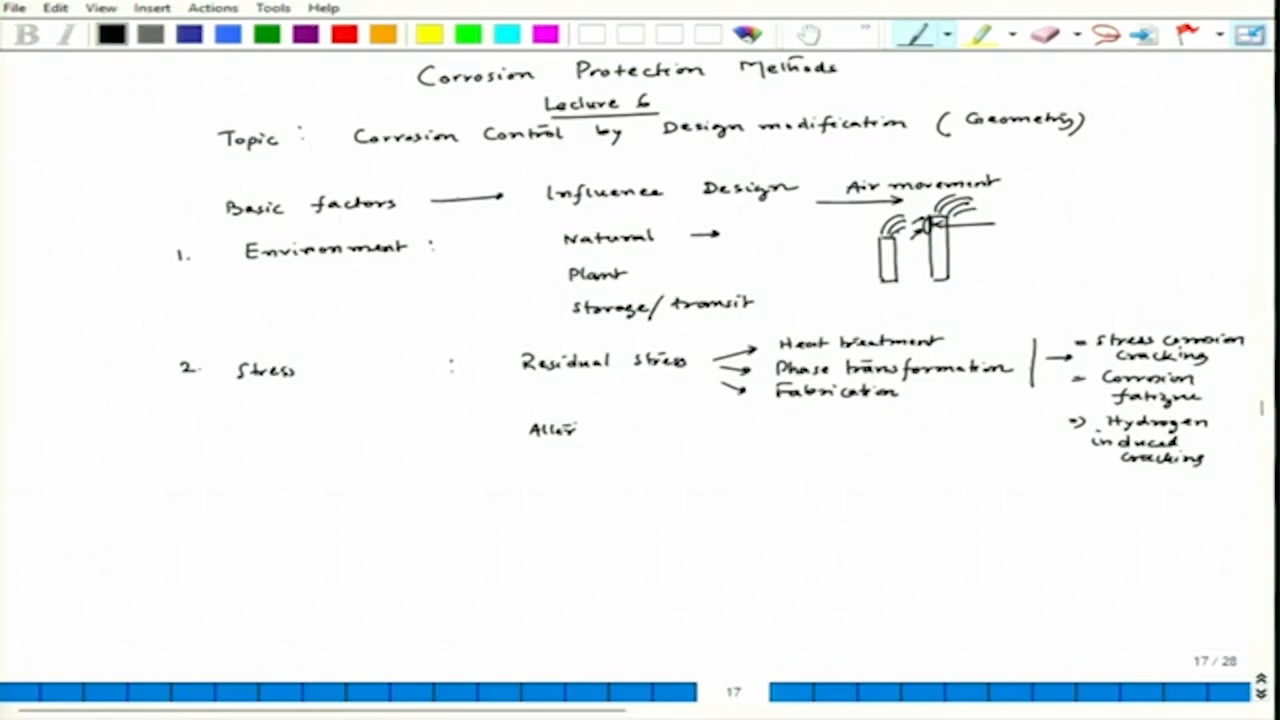 File Edit View Insert Actions Tools Help
B I
Corrosion Protection Methods
Lecture 6
Topic : Corrosion Control by Design modification (Geometry)
Basic factors → Influence Design → Air movement
1. Environment : Natural →
Plant
Storage/transit
2. Stress : Residual stress
Heat treatment
Phase transformation
Fabrication
→ = Stress corrosion
cracking
= Corrosion
fatigue
=) Hydrogen
induced
cracking
17 / 28
17